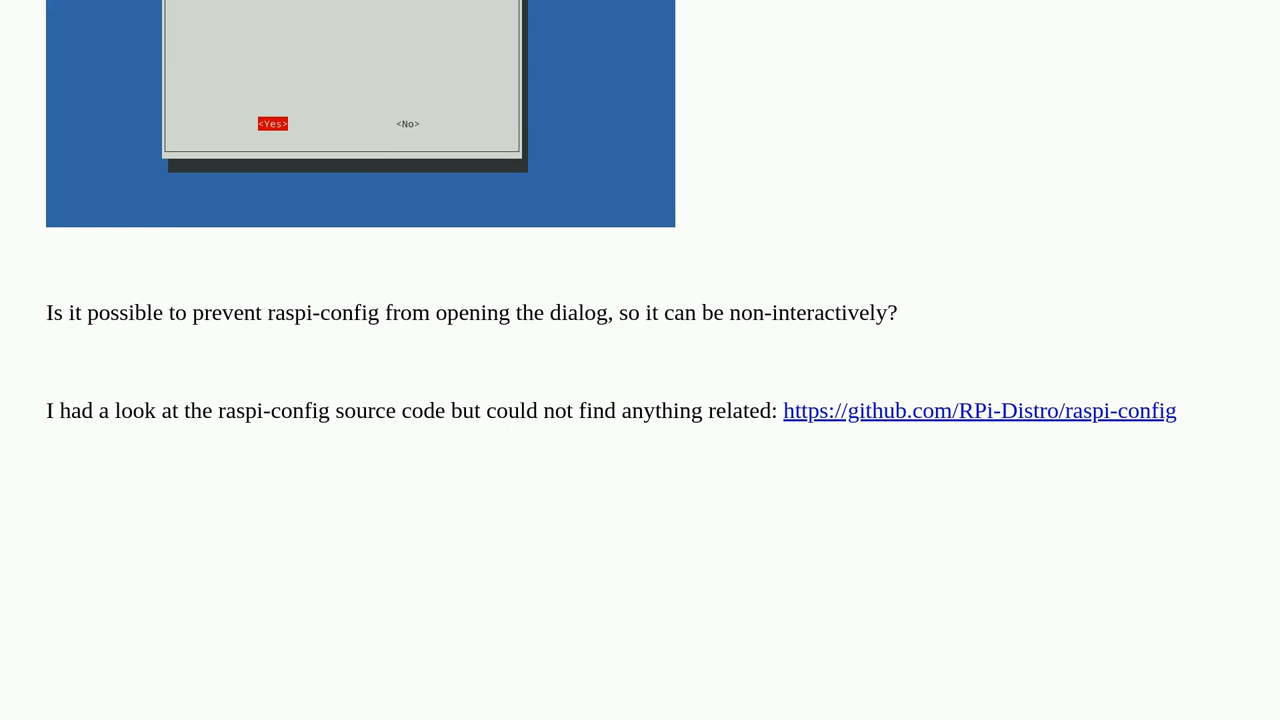 <Yes> <No>
Is it possible to prevent raspi-config from opening the dialog, so it can be non-interactively?
I had a look at the raspi-config source code but could not find anything related: https://github.com/RPi-Distro/raspi-config